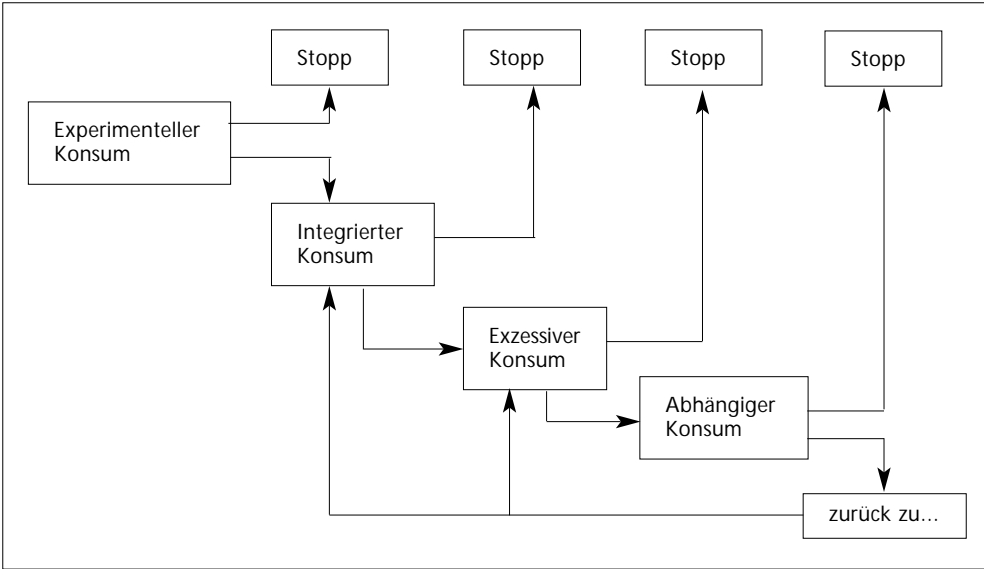 Stopp
Stopp
Stopp
Stopp
Experimenteller
Konsum
Integrierter
Konsum
Exzessiver
Konsum
Abhängiger
Konsum
zurück zu...